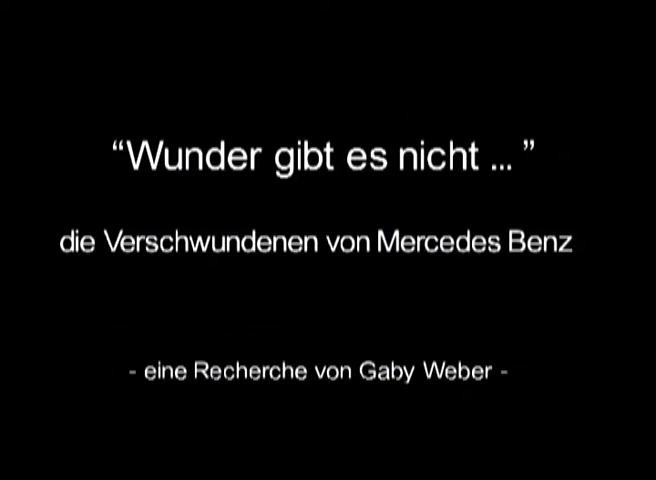 “Wunder gibt es nicht ... ”
die Verschwundenen von Mercedes Benz
- eine Recherche von Gaby Weber -